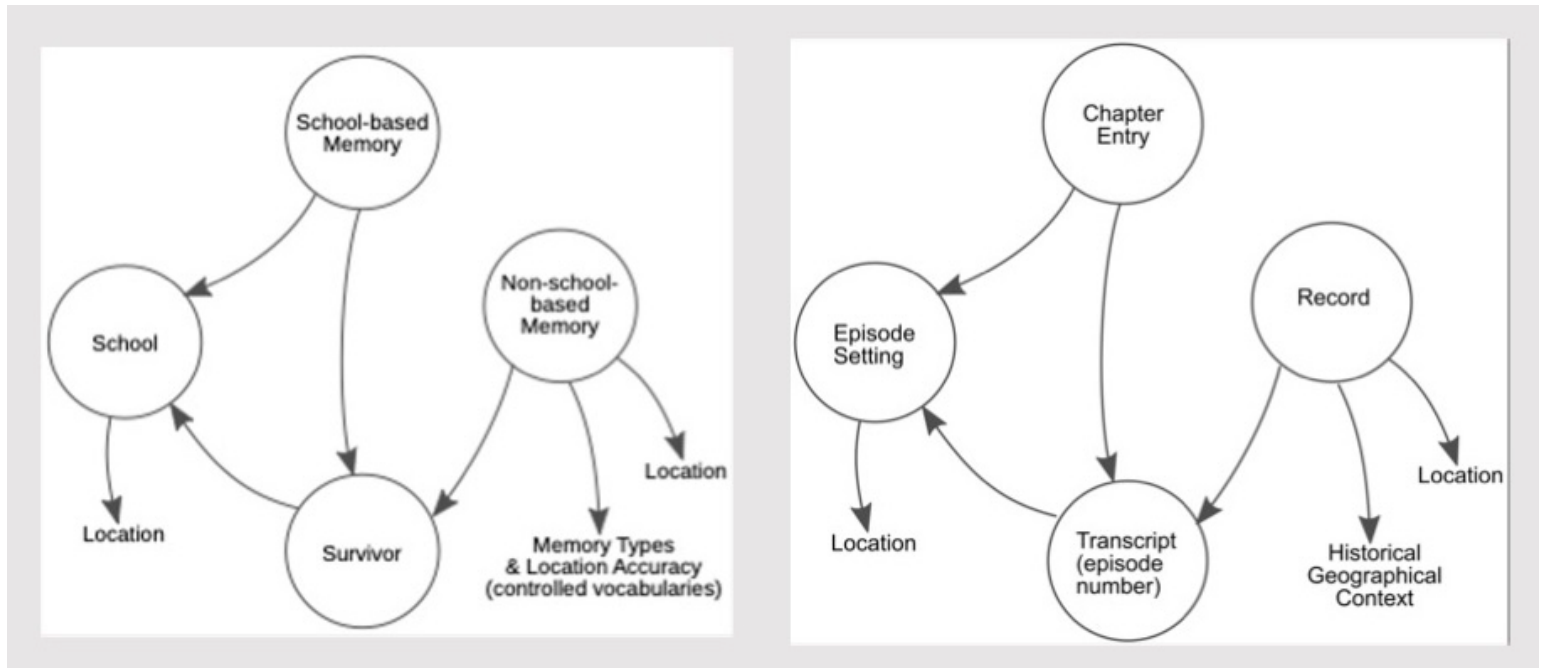 School-based
Memory
Non-school-
based
Memory
School
Location
Location
Survivor
Memory Types
& Location Accuracy
(controlled vocabularies)
Chapter
Entry
Record
Episode
Setting
Location
Location
Transcript
(episode
number)
Historical
Geographical
Context